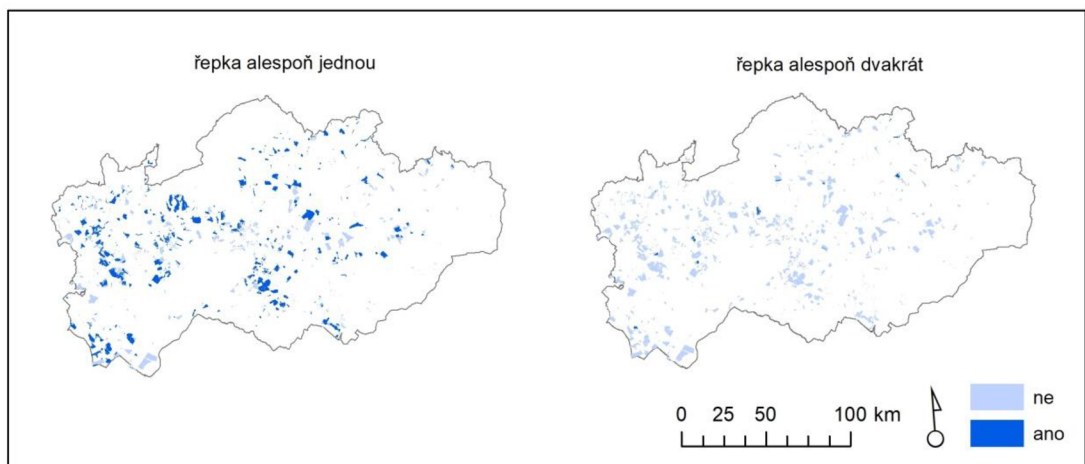 řepka alespoň jednou
řepka alespoň dvakrát
0 25 50 100 km
ne
ano